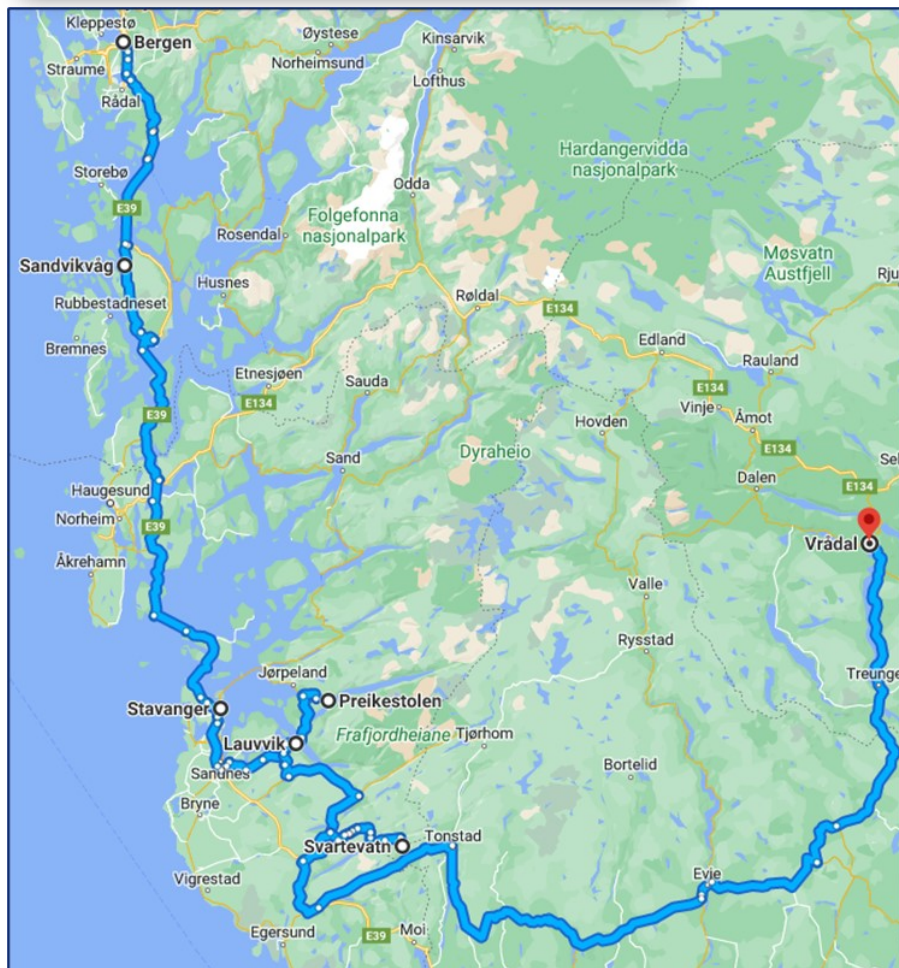 Kleppestø
Bergen
Øystese
Kinsarvik
Norheimsund
Straume
Lofthus
Rådal
Hardangervidda
nasjonalpark
Storebø
Odda
E39
Folgefonna
nasjonalpark
Rosendal
Møsvatn
Austfjell
Sandvikvåg
Rju
Husnes
Røldal
Rubbestadneset
E134
Edland
Bremnes
Rauland
Etnesjøen
Sauda
E134
E134
Vinje
Åmot
E39
Hovden
Dyraheio
E134
Sand
Sel
Dalen
Haugesund
E134
Norheim
E39
Vrådal
Åkrehamn
Valle
Rysstad
Jørpeland
Treunge
Preikestolen
Stavanger
Frafjordheiane
Lauvvik
Tjørhom
Sandnes
Bortelid
Bryne
Tonstad
Svartevatn
Evje
Vigrestad
Egersund
E39
Moi